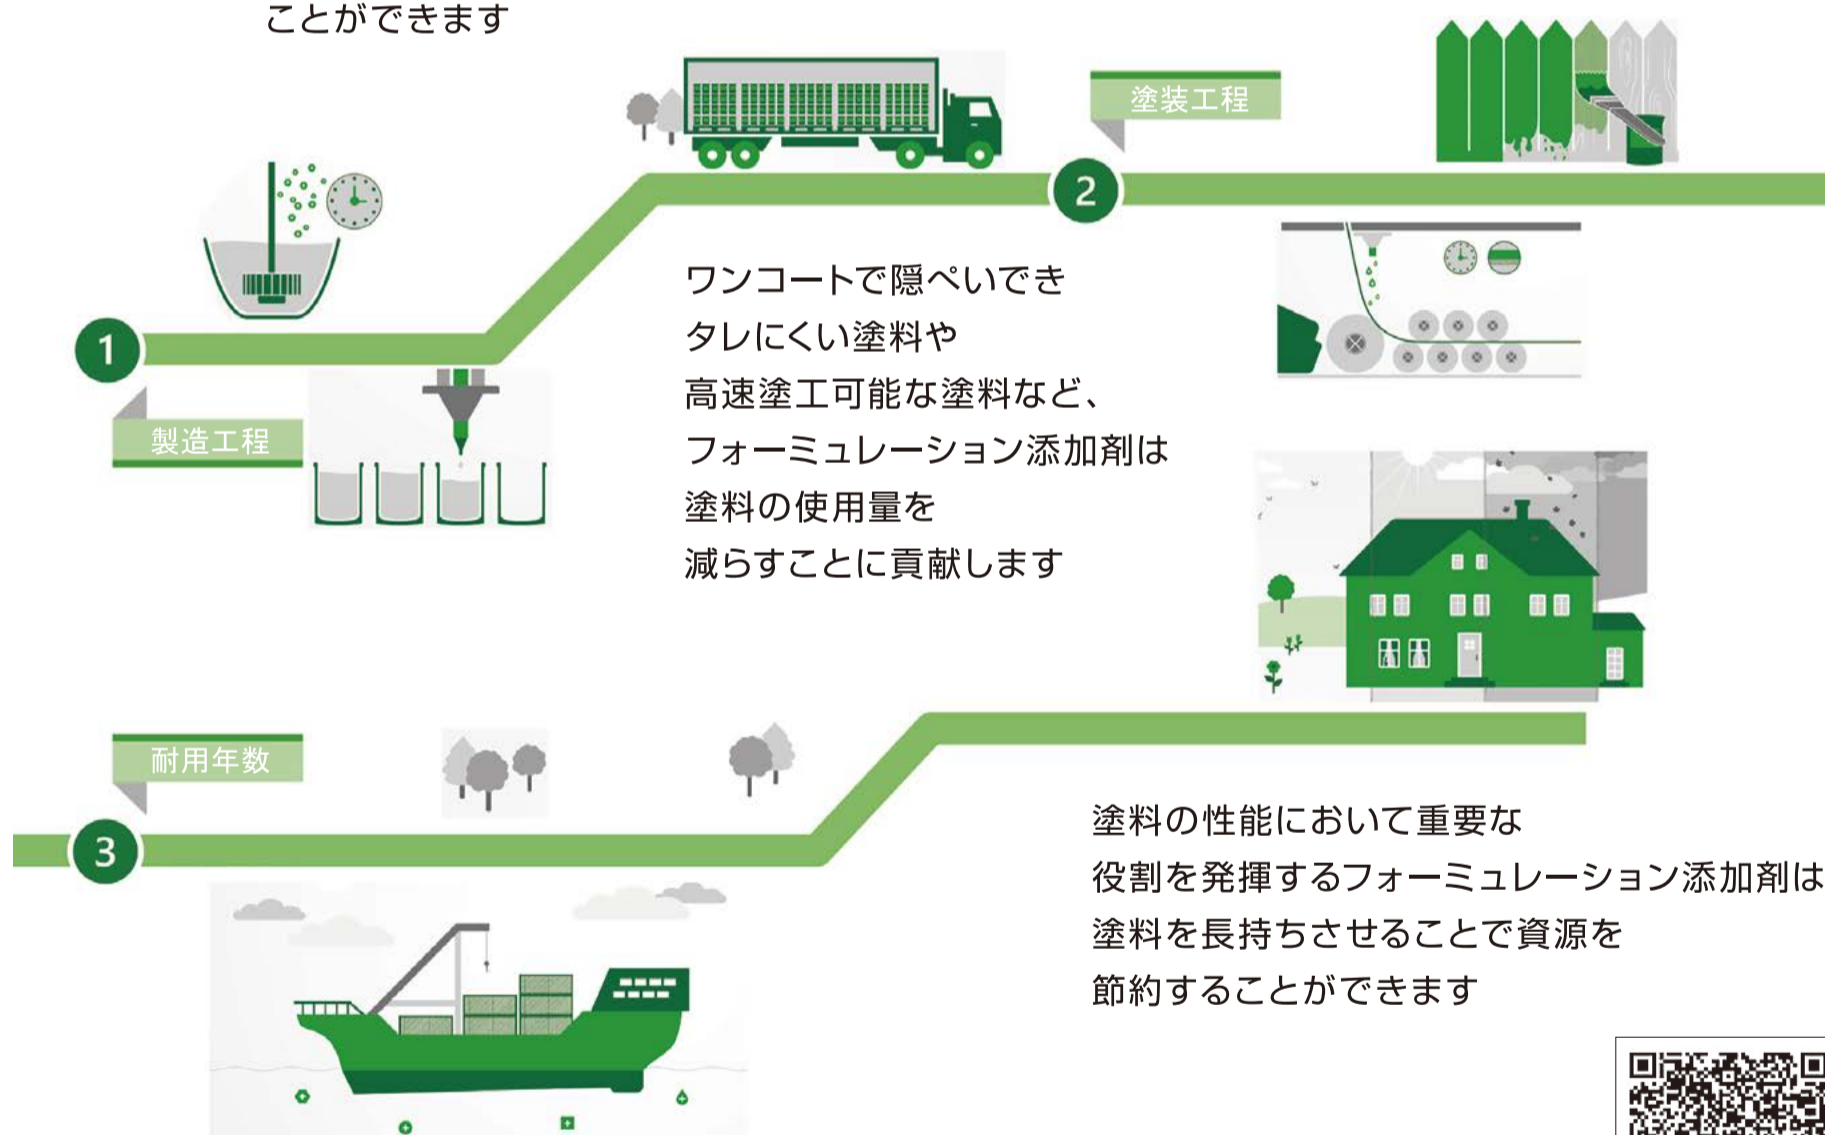 ことができます
塗装工程
2
1
製造工程
ワンコートで隠ぺいでき
タレにくい塗料や
高速塗工可能な塗料など、
フォーミュレーション添加剤は
塗料の使用量を
減らすことに貢献します
耐用年数
3
塗料の性能において重要な
役割を発揮するフォーミュレーション添加剤は
塗料を長持ちさせることで資源を
節約することができます